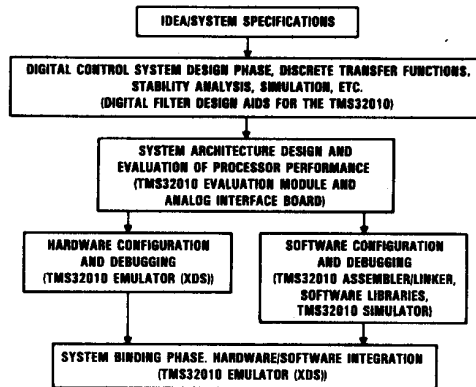 IDEA/SYSTEM SPECIFICATIONS
DIGITAL CONTROL SYSTEM DESIGN PHASE, DISCRETE TRANSFER FUNCTIONS,
STABILITY ANALYSIS, SIMULATION, ETC.
(DIGITAL FILTER DESIGN AIDS FOR THE TMS32010)
SYSTEM ARCHITECTURE DESIGN AND
EVALUATION OF PROCESSOR PERFORMANCE
(TMS32010 EVALUATION MODULE AND
ANALOG INTERFACE BOARD)
HARDWARE CONFIGURATION
AND DEBUGGING
(TMS32010 EMULATOR (XDS))
SOFTWARE CONFIGURATION
AND DEBUGGING
(TMS32010 ASSEMBLER/LINKER,
SOFTWARE LIBRARIES,
TMS32010 SIMULATOR)
SYSTEM BINDING PHASE. HARDWARE/SOFTWARE INTEGRATION
(TMS32010 EMULATOR (XDS))